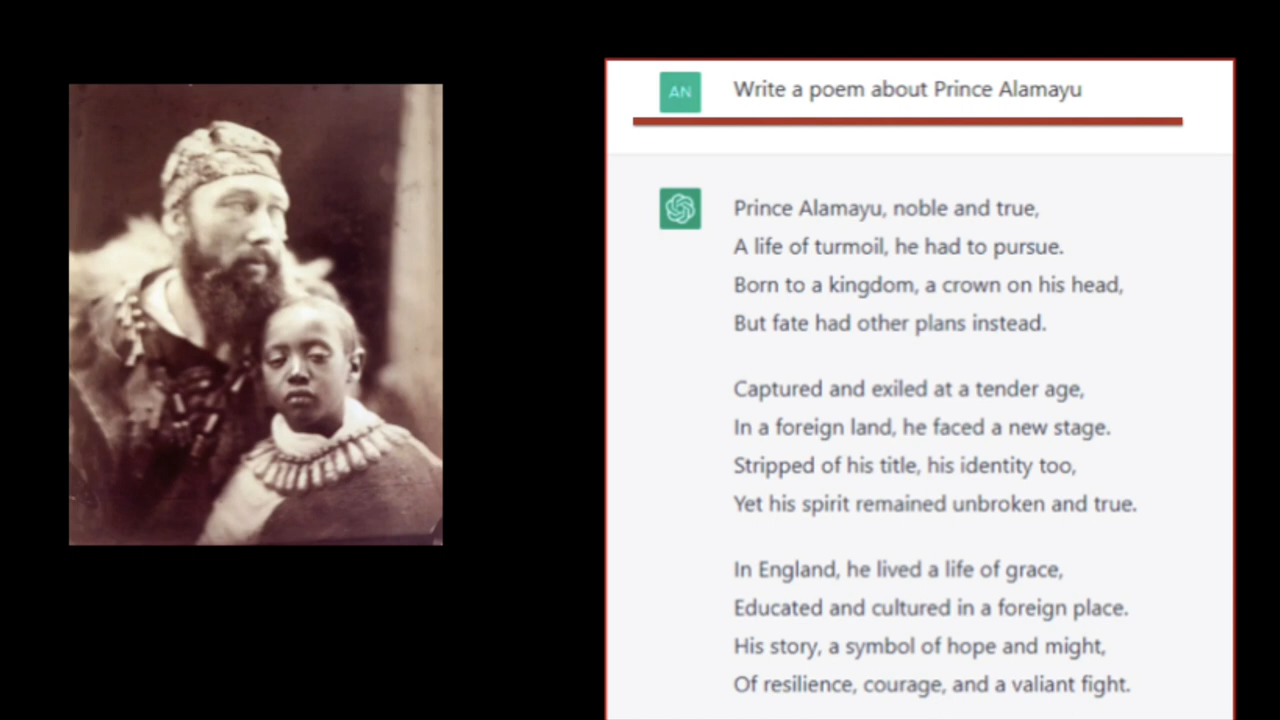 AN
Write a poem about Prince Alamayu
Prince Alamayu, noble and true,
A life of turmoil, he had to pursue.
Born to a kingdom, a crown on his head,
But fate had other plans instead.
Captured and exiled at a tender age,
In a foreign land, he faced a new stage.
Stripped of his title, his identity too,
Yet his spirit remained unbroken and true.
In England, he lived a life of grace,
Educated and cultured in a foreign place.
His story, a symbol of hope and might,
Of resilience, courage, and a valiant fight.